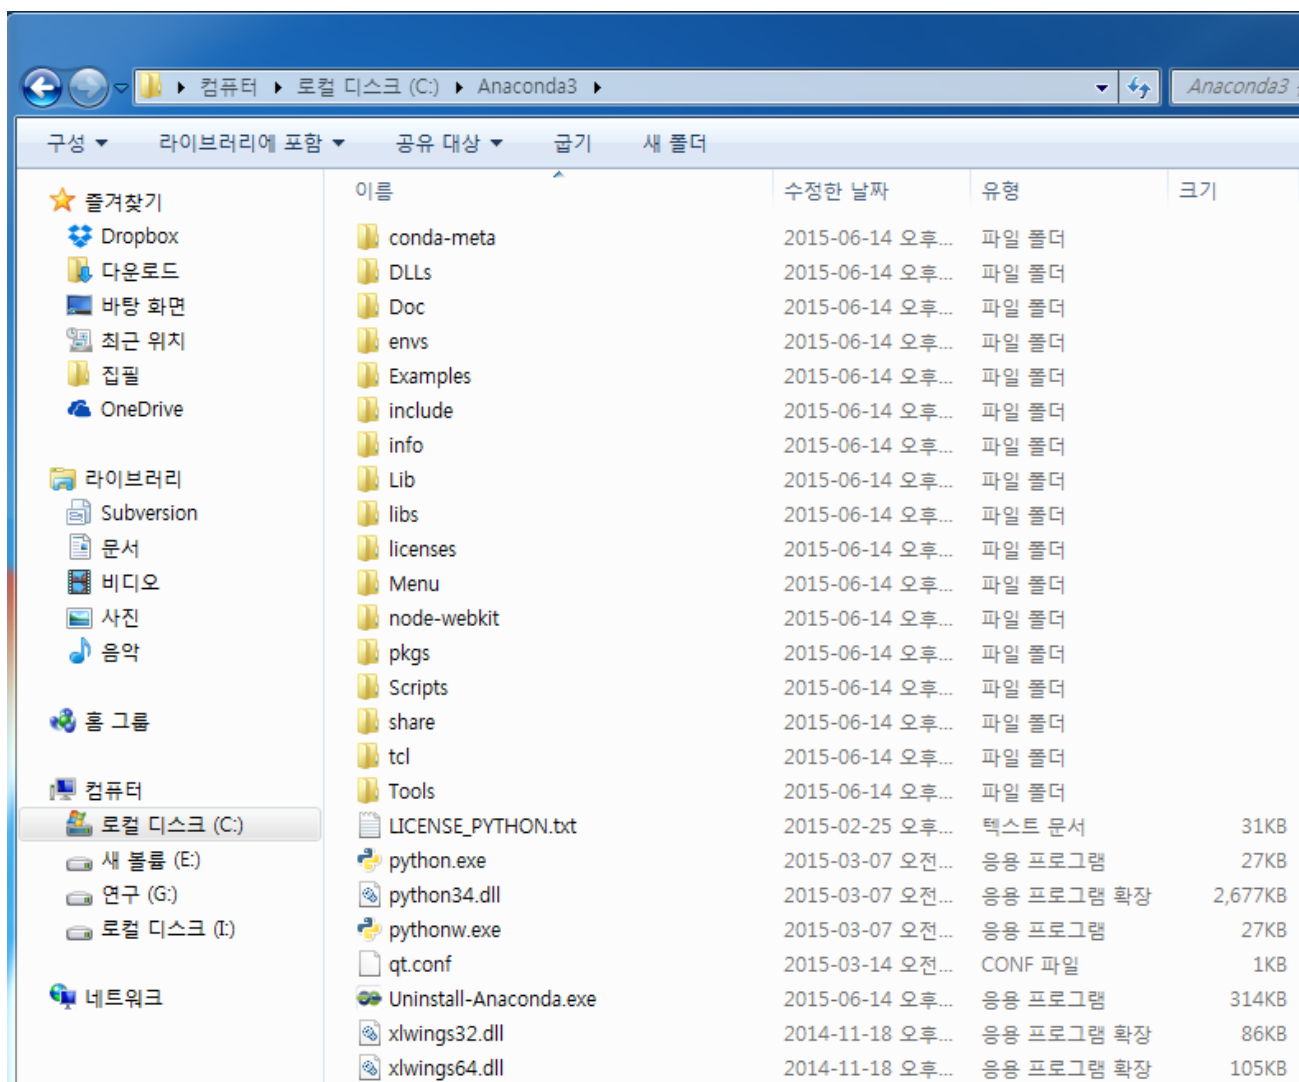 컴퓨터 로컬 디스크 (C:) Anaconda3 Anaconda3
구성 라이브러리에 포함 공유 대상 굽기 새 폴더
즐겨찾기
Dropbox
다운로드
바탕 화면
최근 위치
집필
OneDrive
라이브러리
Subversion
문서
비디오
사진
음악
홈 그룹
컴퓨터
로컬 디스크 (C:)
새 볼륨 (E:)
연구 (G:)
로컬 디스크 (I:)
네트워크
이름 수정한 날짜 유형 크기
conda-meta 2015-06-14 오후... 파일 폴더
DLLs 2015-06-14 오후... 파일 폴더
Doc 2015-06-14 오후... 파일 폴더
envs 2015-06-14 오후... 파일 폴더
Examples 2015-06-14 오후... 파일 폴더
include 2015-06-14 오후... 파일 폴더
info 2015-06-14 오후... 파일 폴더
Lib 2015-06-14 오후... 파일 폴더
libs 2015-06-14 오후... 파일 폴더
licenses 2015-06-14 오후... 파일 폴더
Menu 2015-06-14 오후... 파일 폴더
node-webkit 2015-06-14 오후... 파일 폴더
pkgs 2015-06-14 오후... 파일 폴더
Scripts 2015-06-14 오후... 파일 폴더
share 2015-06-14 오후... 파일 폴더
tcl 2015-06-14 오후... 파일 폴더
Tools 2015-06-14 오후... 파일 폴더
LICENSE_PYTHON.txt 2015-02-25 오후... 텍스트 문서 31KB
python.exe 2015-03-07 오전... 응용 프로그램 27KB
python34.dll 2015-03-07 오전... 응용 프로그램 확장 2,677KB
pythonw.exe 2015-03-07 오전... 응용 프로그램 27KB
qt.conf 2015-03-14 오전... CONF 파일 1KB
Uninstall-Anaconda.exe 2015-06-14 오후... 응용 프로그램 314KB
xlwings32.dll 2014-11-18 오후... 응용 프로그램 확장 86KB
xlwings64.dll 2014-11-18 오후... 응용 프로그램 확장 105KB